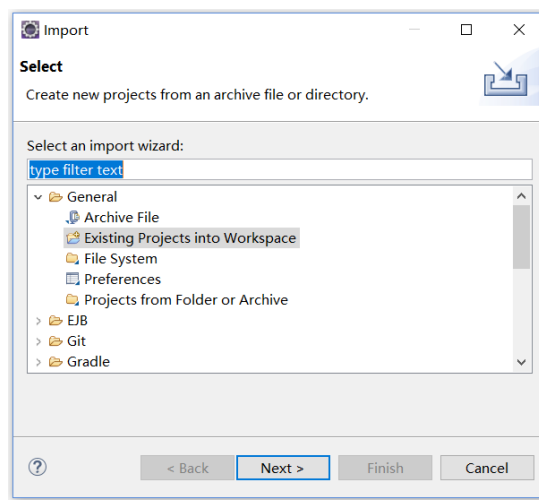 Import
Select
Create new projects from an archive file or directory.
Select an import wizard:
type filter text
General
Archive File
Existing Projects into Workspace
File System
Preferences
Projects from Folder or Archive
EJB
Git
Gradle
?
< Back
Next >
Finish
Cancel